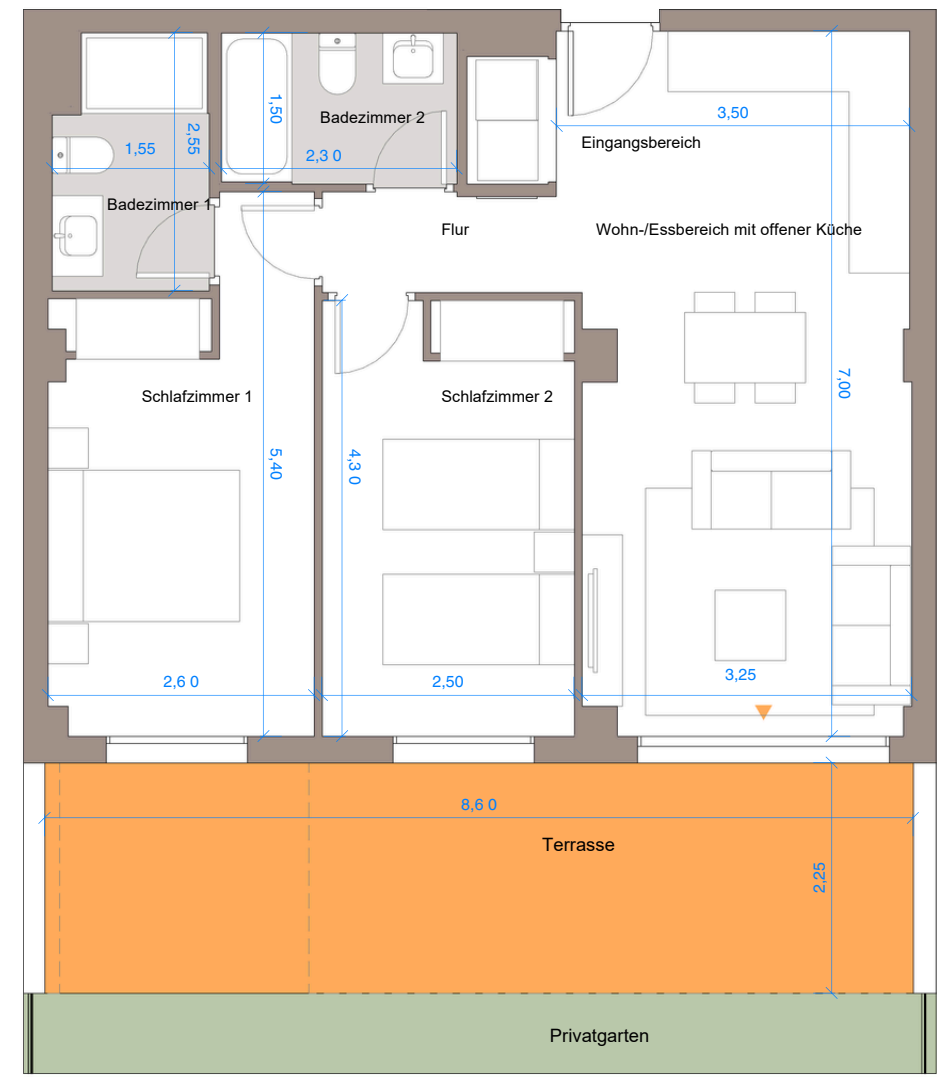 1,50
Badezimmer 2
3,50
2,55
1,55
2,3 0
Eingangsbereich
Badezimmer 1
Flur
Wohn-/Essbereich mit offener Küche
7,00
Schlafzimmer 1
Schlafzimmer 2
5,40
4,3 0
2,6 0
2,50
3,25
8,6 0
Terrasse
2,25
Privatgarten